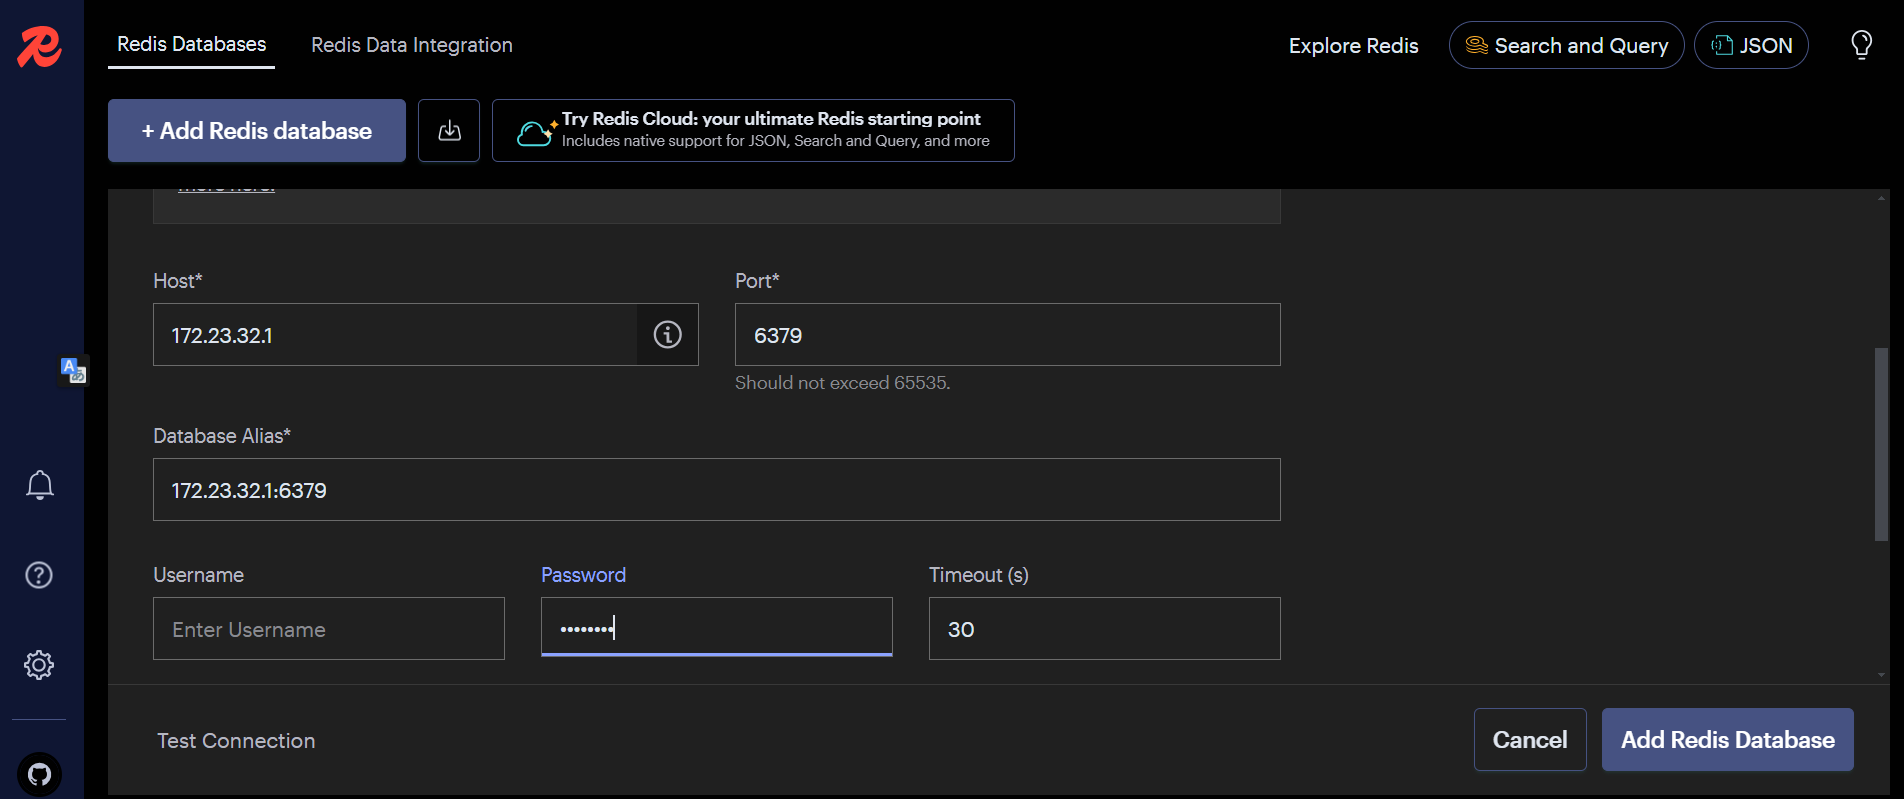 Redis Databases
Redis Data Integration
Explore Redis
Search and Query
JSON
+ Add Redis database
Try Redis Cloud: your ultimate Redis starting point
Includes native support for JSON, Search and Query, and more
more here.
Host*
Port*
172.23.32.1
6379
Should not exceed 65535.
Database Alias*
172.23.32.1:6379
Username
Password
Timeout (s)
Enter Username
••••••••
30
Test Connection
Cancel
Add Redis Database